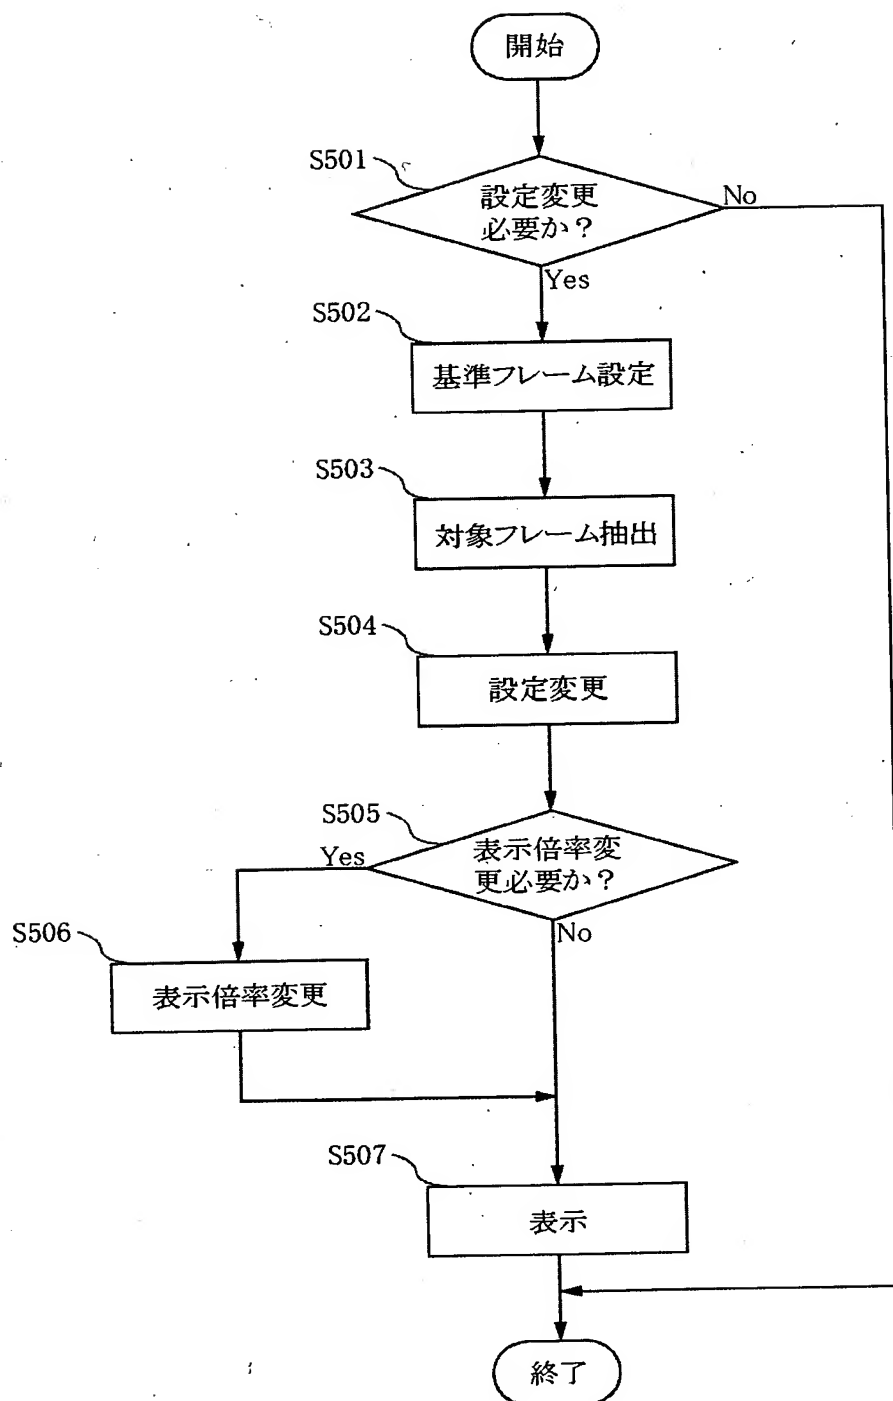 開始
S501
設定変更
必要か？
No
Yes
S502
基準フレーム設定
S503
対象フレーム抽出
S504
設定変更
S505
表示倍率変
更必要か？
Yes
No
S506
表示倍率変更
S507
表示
終了